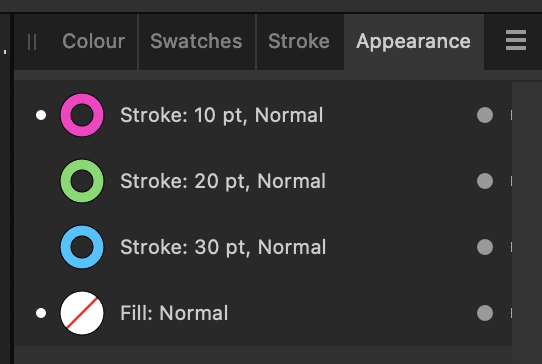 Colour Swatches Stroke Appearance
Stroke: 10 pt, Normal
Stroke: 20 pt, Normal
Stroke: 30 pt, Normal
Fill: Normal